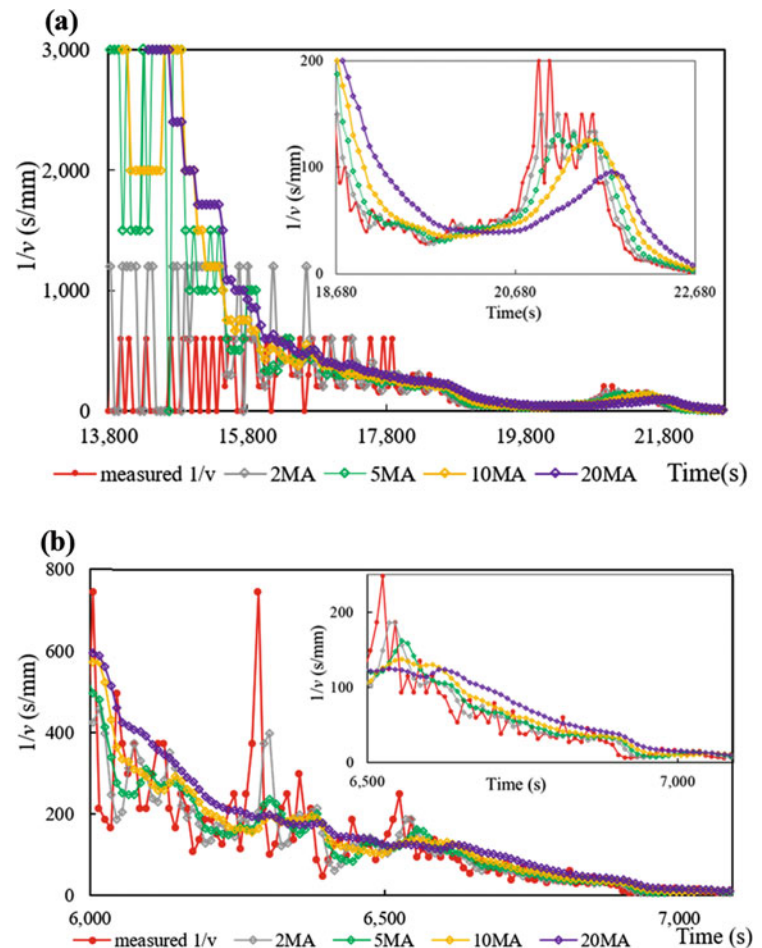 (a)
3,000
2,000
1,000
0
1/v (s/mm)
13,800 15,800 17,800 19,800 21,800
Time(s)
200
100
0
1/v (s/mm)
18,680 20,680 22,680
Time(s)
measured 1/v 2MA 5MA 10MA 20MA
(b)
800
600
400
200
0
1/v (s/mm)
6,000 6,500 7,000
Time (s)
200
100
0
1/v (s/mm)
6,500 7,000
Time (s)
measured 1/v 2MA 5MA 10MA 20MA